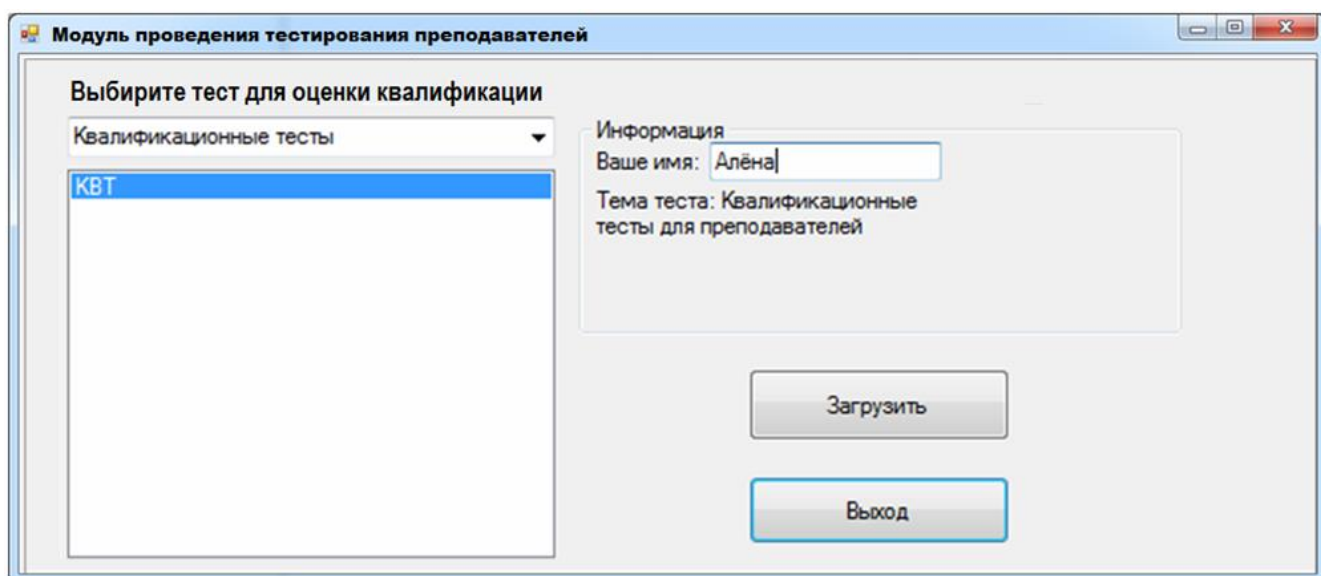 Модуль проведения тестирования преподавателей
Выбирите тест для оценки квалификации
Квалификационные тесты
КВТ
Информация
Ваше имя: Алёна
Тема теста: Квалификационные
тесты для преподавателей
Загрузить
Выход